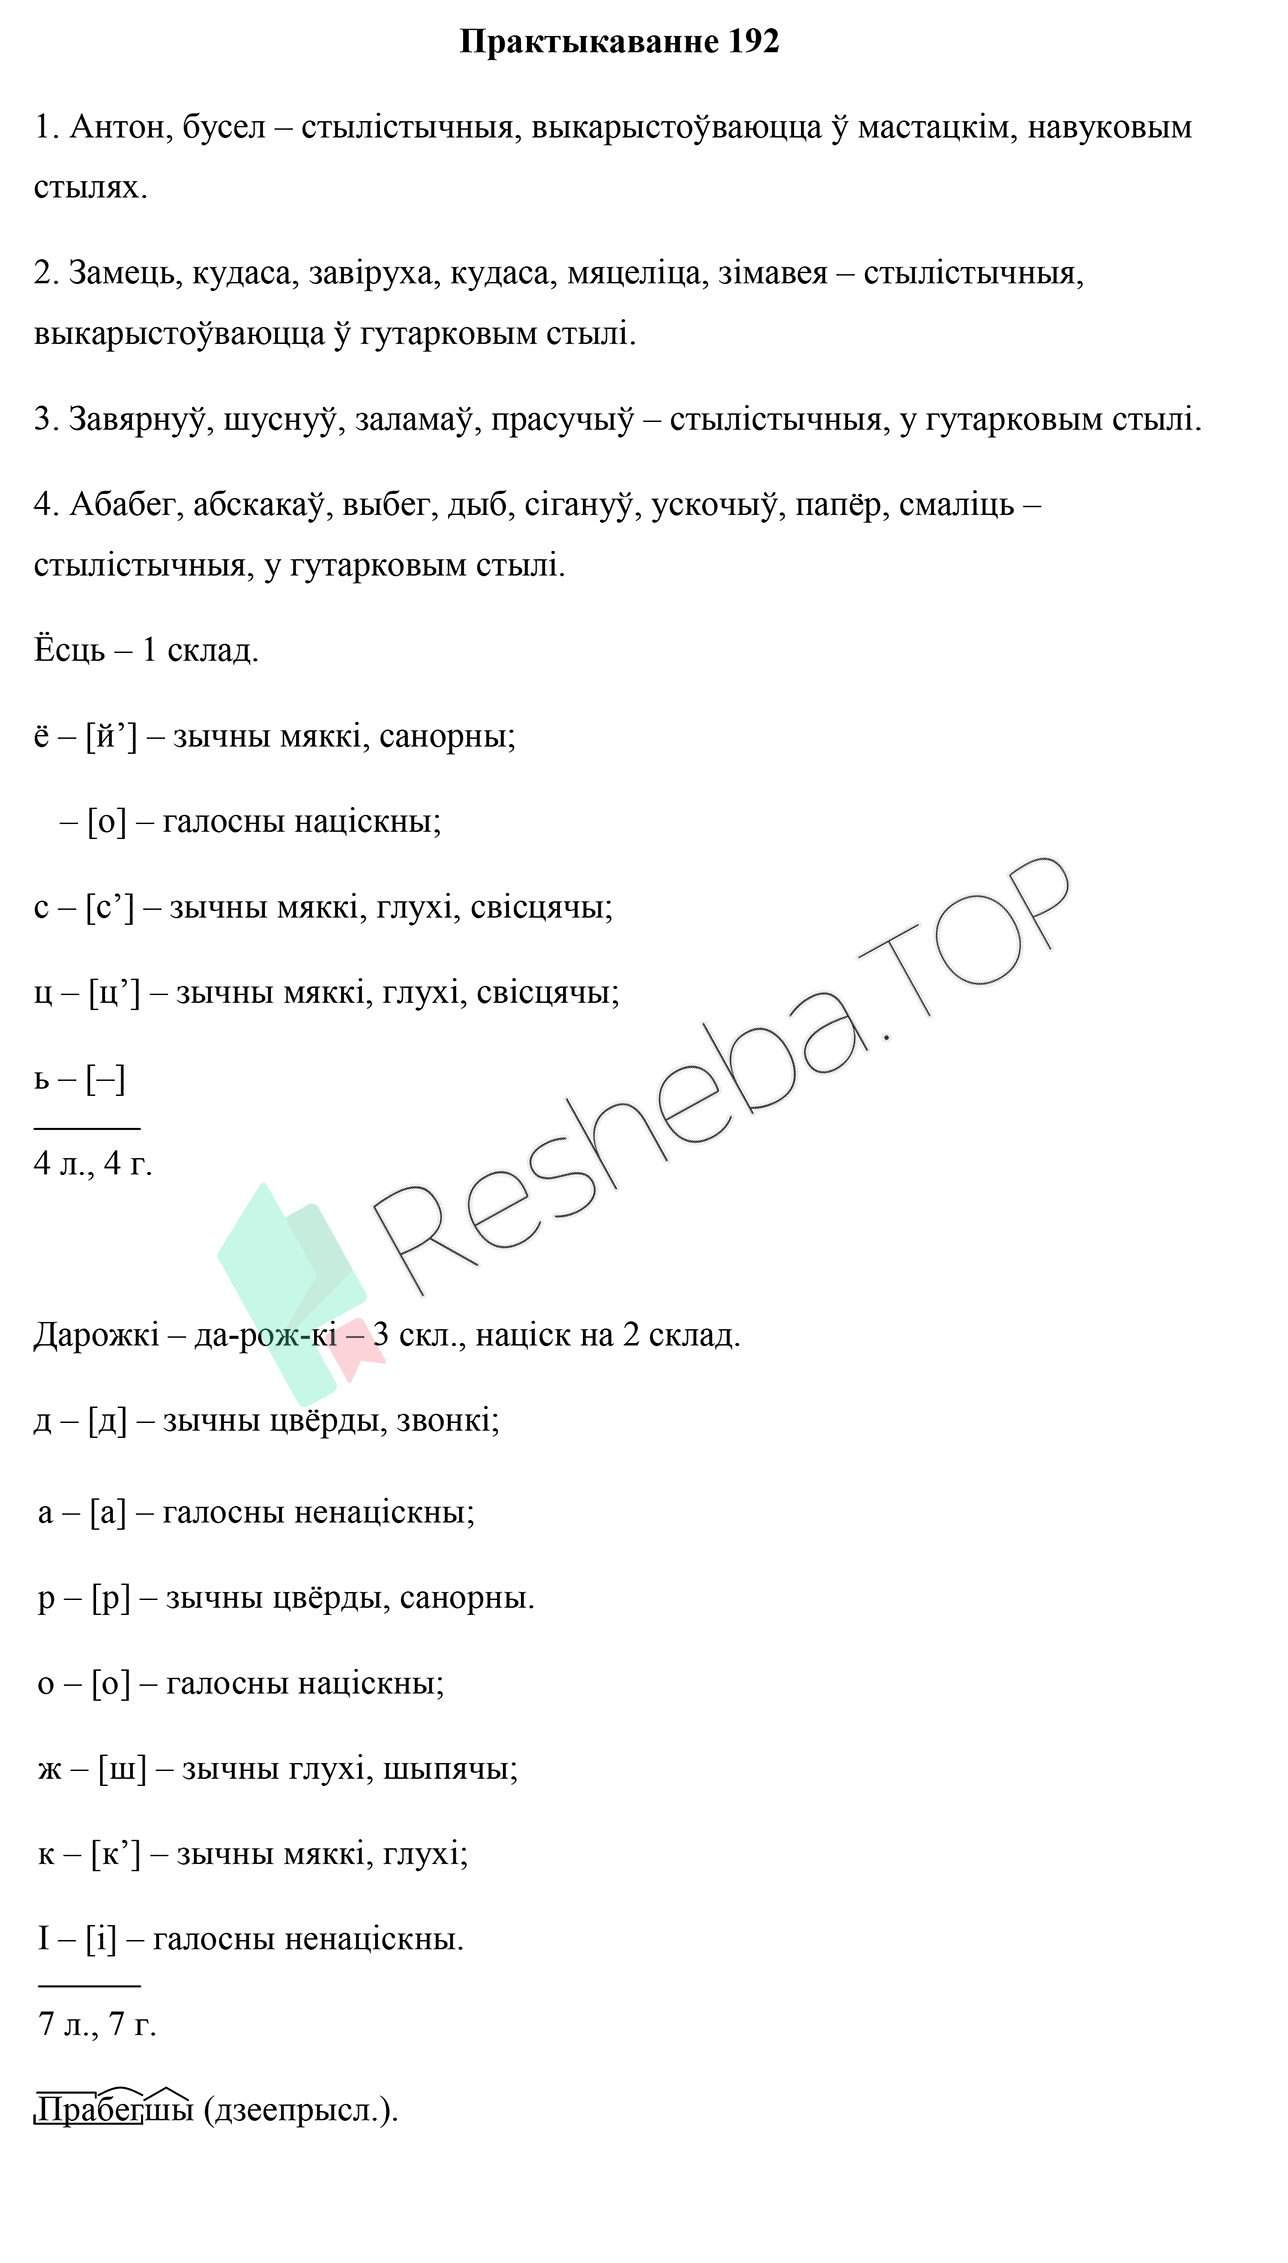 Практыкаванне 192
1. Антон, бусел – стылістычныя, выкарыстоўваюцца ў мастацкім, навуковым
стылях.
2. Замець, кудаса, завіруха, кудаса, мяцеліца, зімавея – стылістычныя,
выкарыстоўваюцца ў гутарковым стылі.
3. Завярнуў, шуснуў, заламаў, прасучыў – стылістычныя, у гутарковым стылі.
4. Абабег, абскакаў, выбег, дыб, сігануў, ускочыў, папёр, смаліць –
стылістычныя, у гутарковым стылі.
Ёсць – 1 склад.
ё – [й’] – зычны мяккі, санорны;
– [о] – галосны націскны;
с – [с’] – зычны мяккі, глухі, свісцячы;
ц – [ц’] – зычны мяккі, глухі, свісцячы;
ь – [–]
4 л., 4 г.
Resheba.TOP
Дарожкі – да-рож-кі – 3 скл., націск на 2 склад.
д – [д] – зычны цвёрды, звонкі;
а – [а] – галосны ненаціскны;
р – [р] – зычны цвёрды, санорны.
о – [о] – галосны націскны;
ж – [ш] – зычны глухі, шыпячы;
к – [к’] – зычны мяккі, глухі;
І – [і] – галосны ненаціскны.
7 л., 7 г.
Прабегшы (дзеепрысл.).